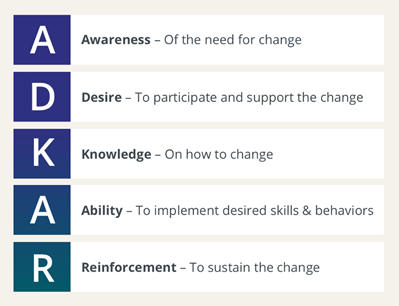 A
Awareness – Of the need for change
D
Desire – To participate and support the change
K
Knowledge – On how to change
A
Ability – To implement desired skills & behaviors
R
Reinforcement – To sustain the change